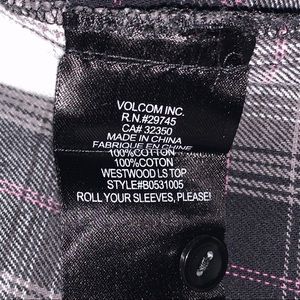 VOLCOM INC.
R.N.#29745
CA# 32350
MADE IN CHINA
FABRIQUE EN CHINE
100%COTTON
100%COTON
WESTWOOD LS TOP
STYLE#B0531005
ROLL YOUR SLEEVES, PLEASE!